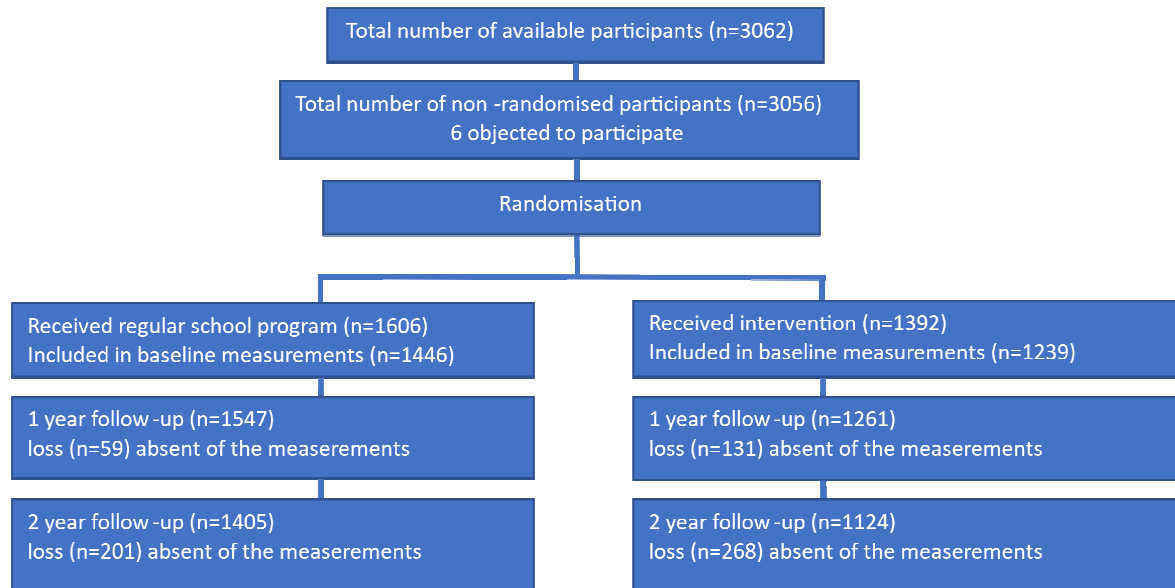 Total number of available participants (n=3062)
Total number of non -randomised participants (n=3056)
6 objected to participate
Randomisation
Received regular school program (n=1606)
Included in baseline measurements (n=1446)
Received intervention (n=1392)
Included in baseline measurements (n=1239)
1 year follow -up (n=1547)
loss (n=59) absent of the measerements
1 year follow -up (n=1261)
loss (n=131) absent of the measerements
2 year follow -up (n=1405)
loss (n=201) absent of the measerements
2 year follow -up (n=1124)
loss (n=268) absent of the measerements